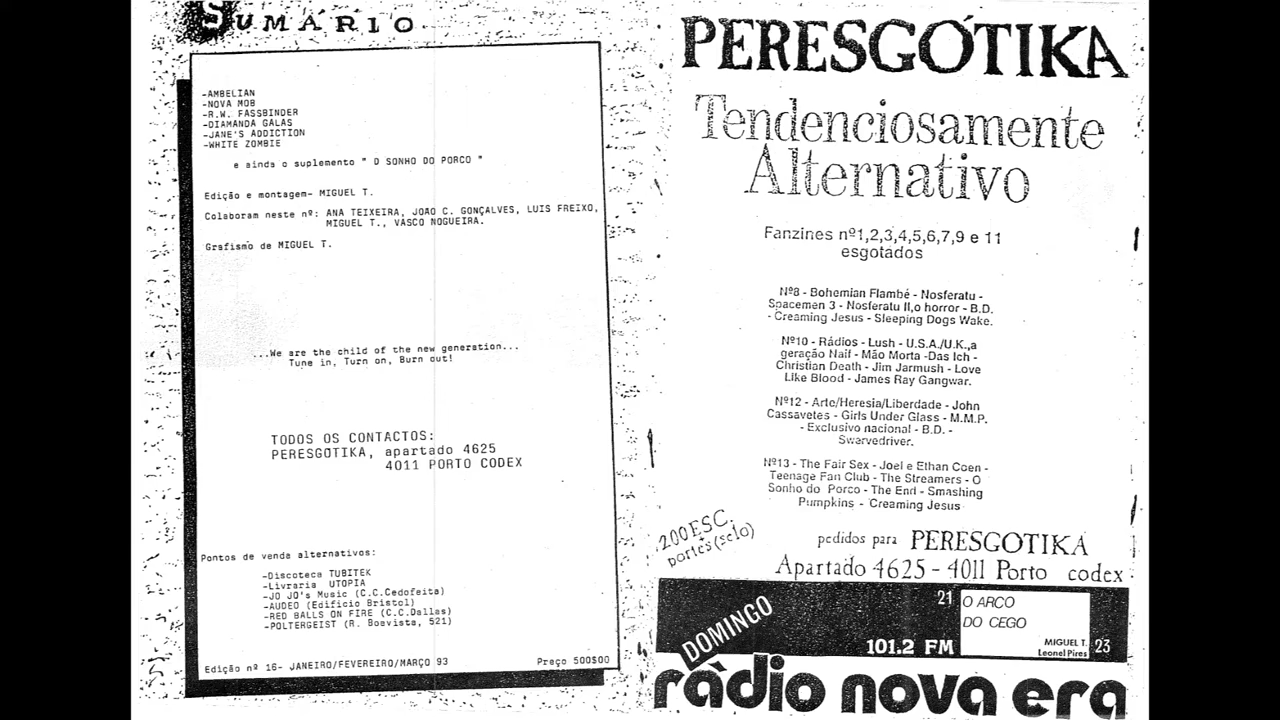 SUMÁRIO
-AMBELIAN
-NOVA MOB
-R.W. FASSBINDER
-DIAMANDA GALAS
-JANE'S ADDICTION
-WHITE ZOMBIE
e ainda o suplemento " O SONHO DO PORCO "
Edição e montagem- MIGUEL T.
Colaboram neste nº: ANA TEIXEIRA, JOAO C. GONÇALVES, LUIS FREIXO,
MIGUEL T., VASCO NOGUEIRA.
Grafismo de MIGUEL T.
...We are the child of the new generation...
Tune in, Turn on, Burn out!
TODOS OS CONTACTOS:
PERESGÓTIKA, apartado 4625
4011 PORTO CODEX
Pontos de venda alternativos:
-Discoteca TUBITEK
-Livraria UTOPIA
-JO JO's Music (C.C.Cedofeita)
-AUDEO (Edificio Bristol)
-RED BALLS ON FIRE (C.C.Dallas)
-POLTERGEIST (R. Boavista, 521)
Edição nº 16- JANEIRO/FEVEREIRO/MARÇO 93 Preço 500$00
PERESGÓTIKA
Tendenciosamente
Alternativo
Fanzines nº1,2,3,4,5,6,7,9 e 11
esgotados
Nº8 - Bohemian Flambé - Nosferatu -
Spacemen 3 - Nosferatu II,o horror - B.D.
- Creaming Jesus - Sleeping Dogs Wake.
Nº10 - Rádios - Lush - U.S.A./U.K.,a
geração Naif - Mão Morta -Das Ich -
Christian Death - Jim Jarmush - Love
Like Blood - James Ray Gangwar.
Nº12 - Arte/Heresia/Liberdade - John
Cassavetes - Girls Under Glass - M.M.P.
- Exclusivo nacional - B.D. -
Swervedriver.
Nº13 - The Fair Sex - Joel e Ethan Coen -
Teenage Fan Club - The Streamers - O
Sonho do Porco - The End - Smashing
Pumpkins - Creaming Jesus
200 ESC.
+
portes (selo)
pedidos para PERESGÓTIKA
Apartado 4625 - 4011 Porto codex
DOMINGO
21
O ARCO
DO CEGO
101.2 FM
MIGUEL T.
Leonel Pires
23
ràdio nova era